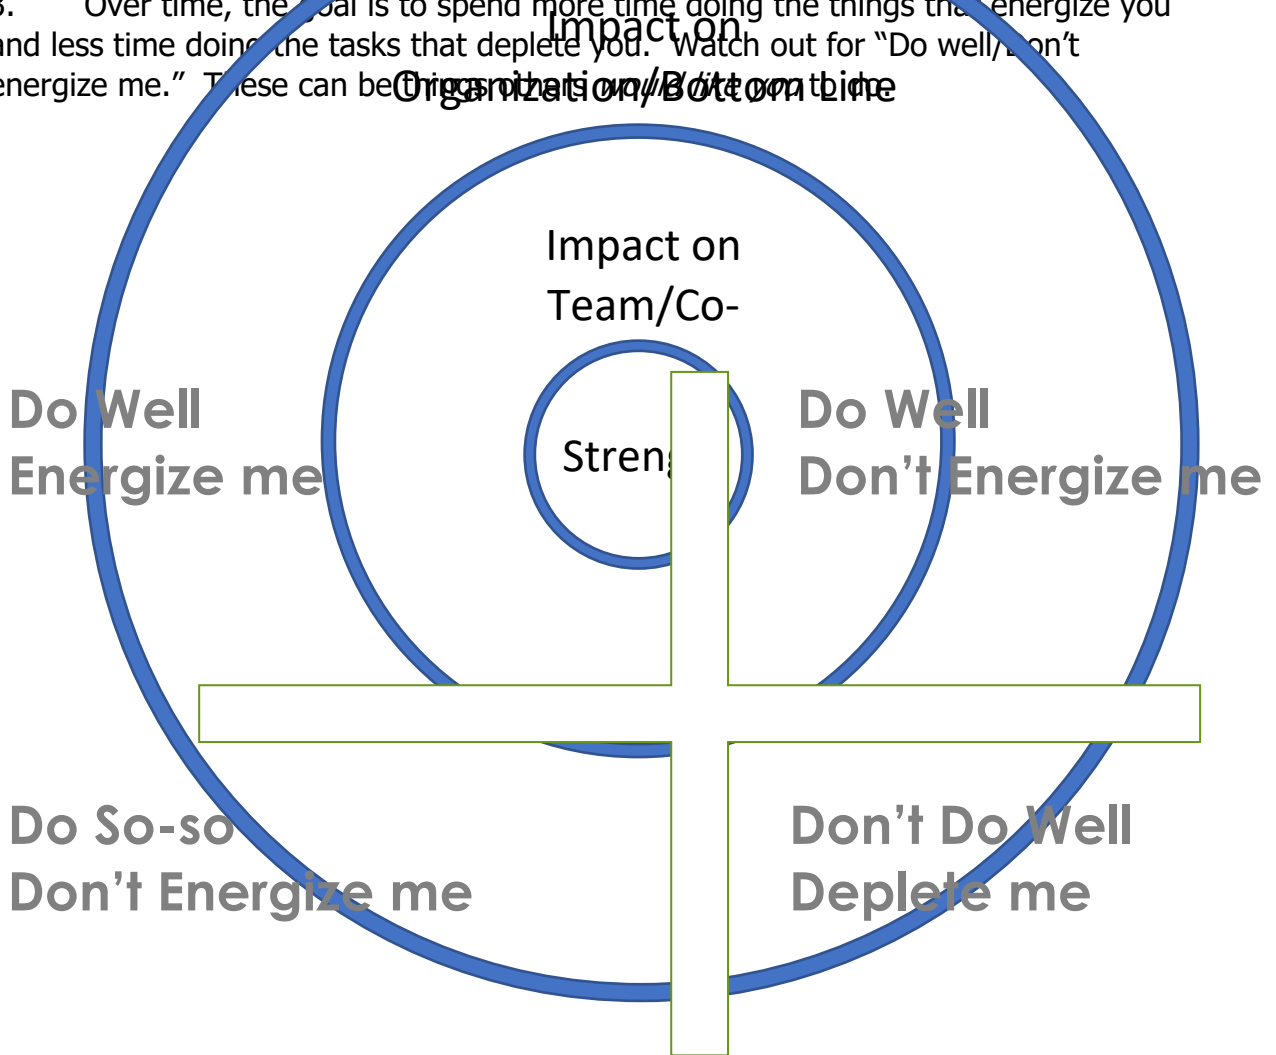 3. Over time, the goal is to spend more time doing the things that energize you
and less time doing the tasks that deplete you. Watch out for “Do well/Don’t
energize me.” These can be things others would like you to do.
Impact on
Organization/Bottom Line
Impact on
Team/Co-
Streng
Do Well
Energize me
Do Well
Don’t Energize me
Do So-so
Don’t Energize me
Don’t Do Well
Deplete me